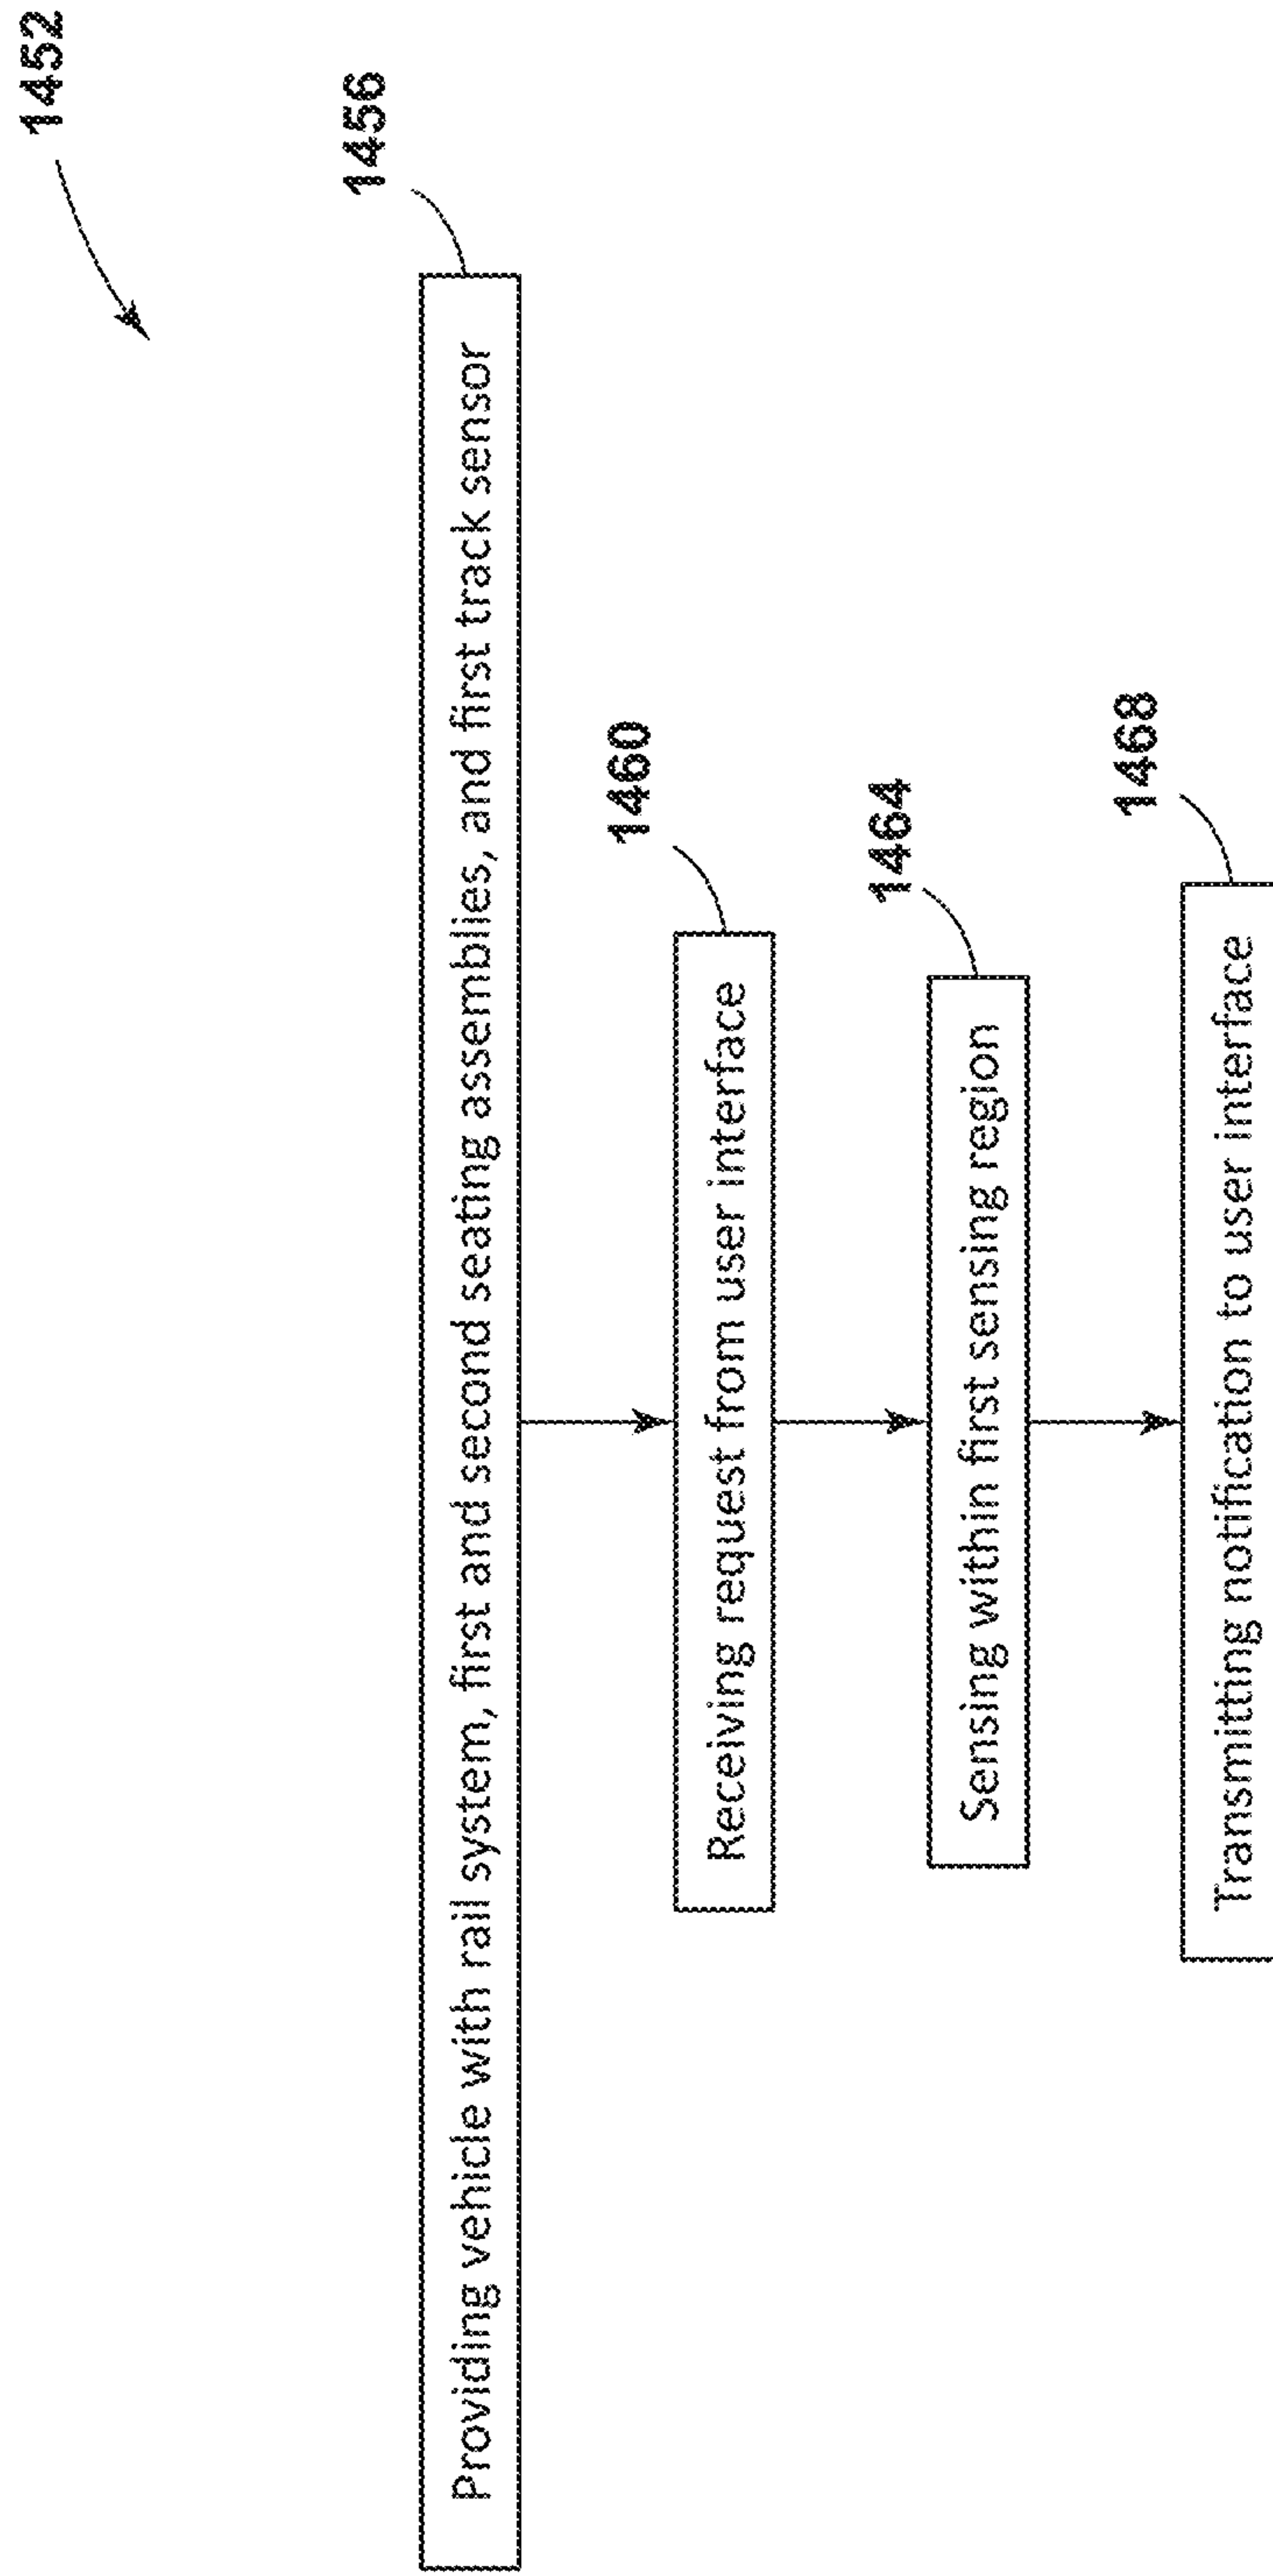 1452
1456
Providing vehicle with rail system, first and second seating assemblies, and first track sensor
1460
Receiving request from user interface
1464
Sensing within first sensing region
1468
Transmitting notification to user interface